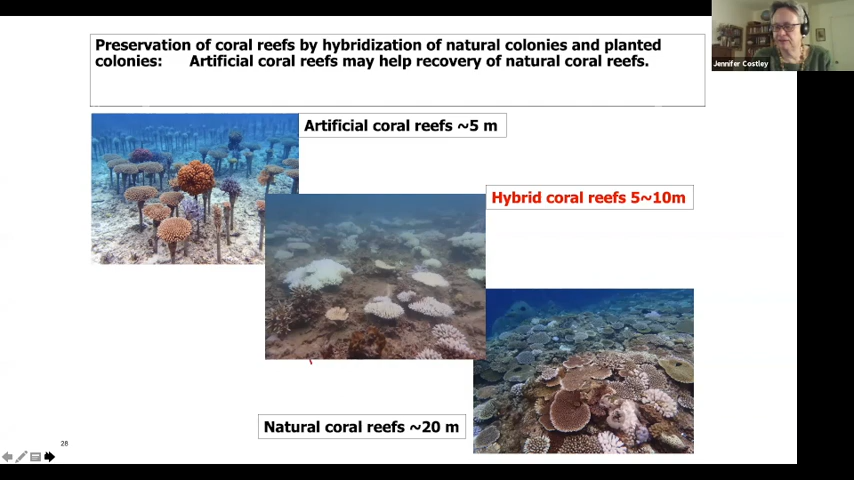 Preservation of coral reefs by hybridization of natural colonies and planted
colonies: Artificial coral reefs may help recovery of natural coral reefs.
Jennifer Costley
Artificial coral reefs ~5 m
Hybrid coral reefs 5~10m
Natural coral reefs ~20 m
28